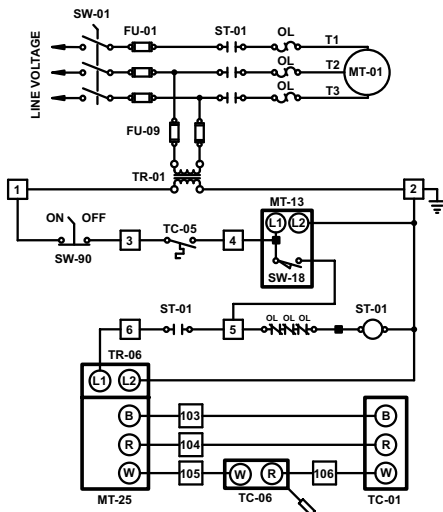 SW-01
FU-01
ST-01
OL
T1
LINE VOLTAGE
OL
T2
MT-01
OL
T3
FU-09
TR-01
1
2
MT-13
ON OFF
TC-05
L1 L2
3
4
SW-90
SW-18
ST-01
OL OL OL
ST-01
6
5
TR-06
L1 L2
B
103
B
R
104
R
W
105
W R
106
W
MT-25
TC-06
TC-01